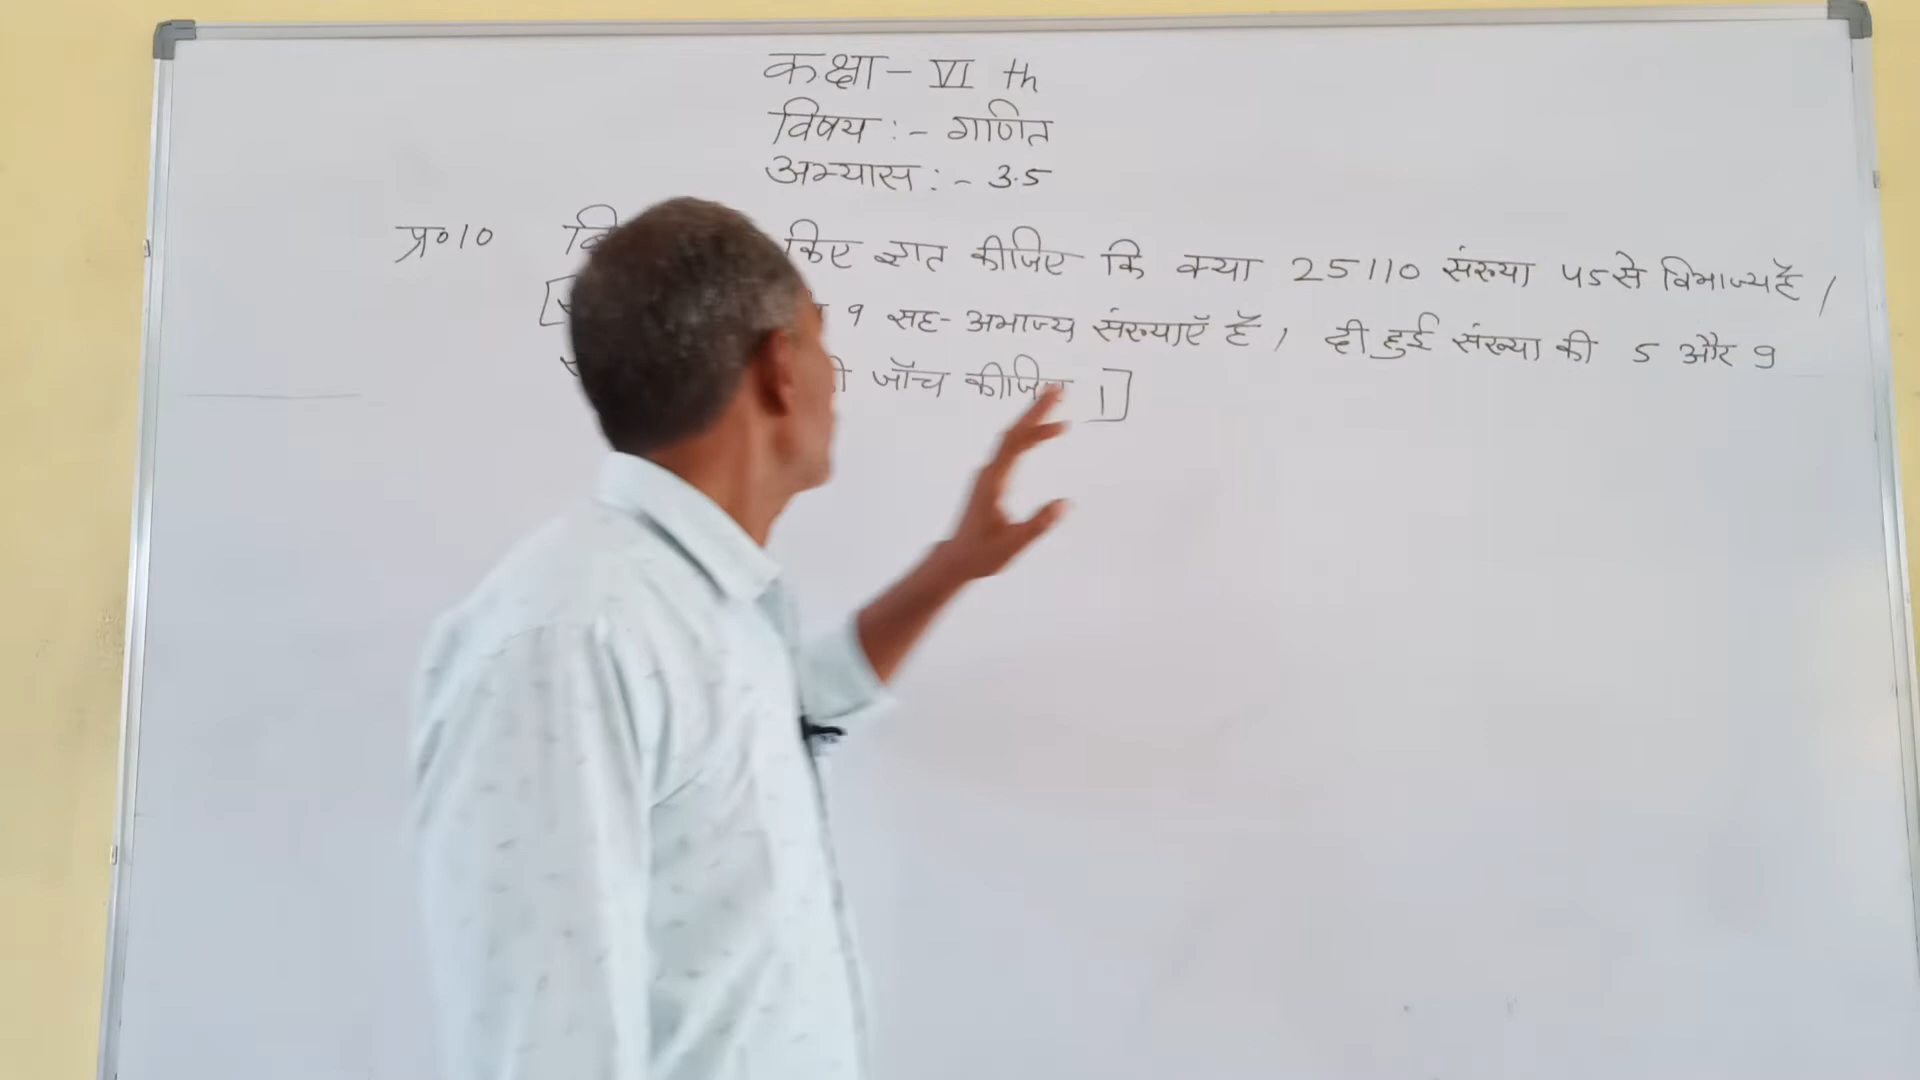 कक्षा - VI th
विषय :- गणित
अभ्यास :- 3.5
प्र०10 किए ज्ञात कीजिए कि क्या 25110 संख्या 45 से विभाज्य है /
[ 9 सह-अभाज्य संख्याएँ हैं / दी हुई संख्या की 5 और 9
जाँच कीजिए ।]